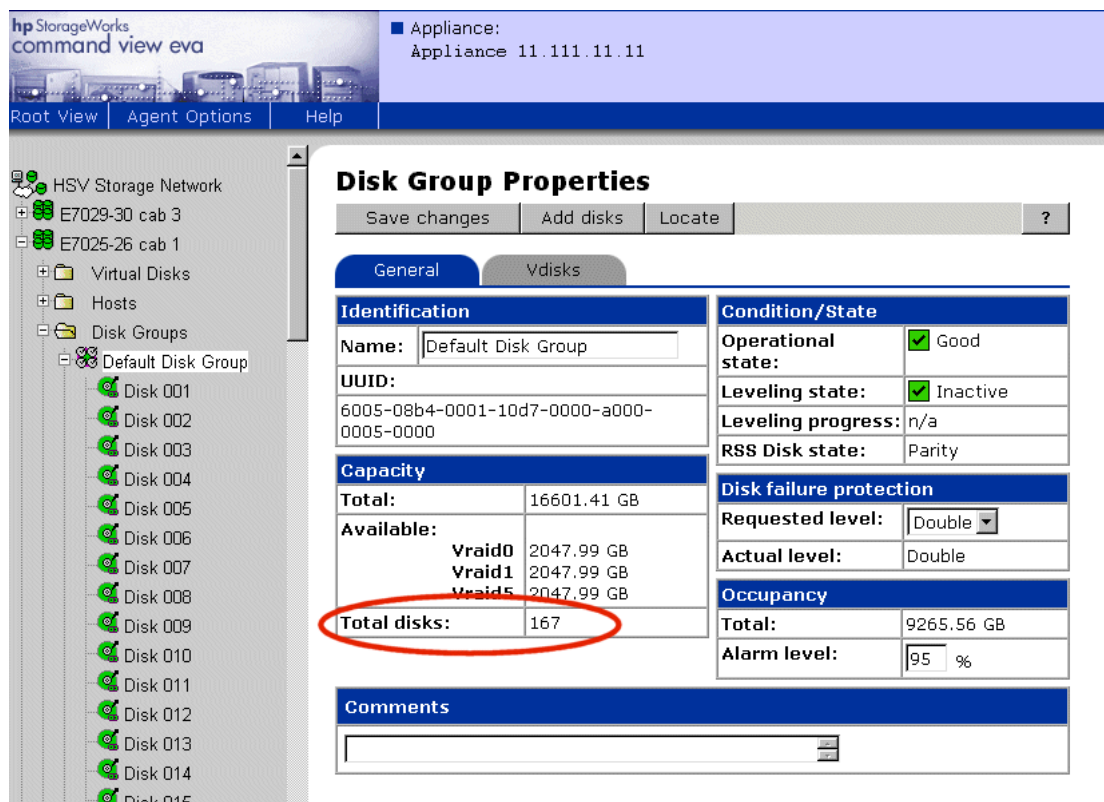 hp StorageWorks
command view eva
Appliance:
Appliance 11.111.11.11
Root View Agent Options Help
HSV Storage Network
E7029-30 cab 3
E7025-26 cab 1
Virtual Disks
Hosts
Disk Groups
Default Disk Group
Disk 001
Disk 002
Disk 003
Disk 004
Disk 005
Disk 006
Disk 007
Disk 008
Disk 009
Disk 010
Disk 011
Disk 012
Disk 013
Disk 014
Disk 015
Disk Group Properties
Save changes Add disks Locate ?
General Vdisks
Identification
Name: Default Disk Group
UUID:
6005-08b4-0001-10d7-0000-a000-
0005-0000
Capacity
Total: 16601.41 GB
Available:
Vraid0 2047.99 GB
Vraid1 2047.99 GB
Vraid5 2047.99 GB
Total disks: 167
Condition/State
Operational Good
state:
Leveling state: Inactive
Leveling progress: n/a
RSS Disk state: Parity
Disk failure protection
Requested level: Double
Actual level: Double
Occupancy
Total: 9265.56 GB
Alarm level: 95 %
Comments